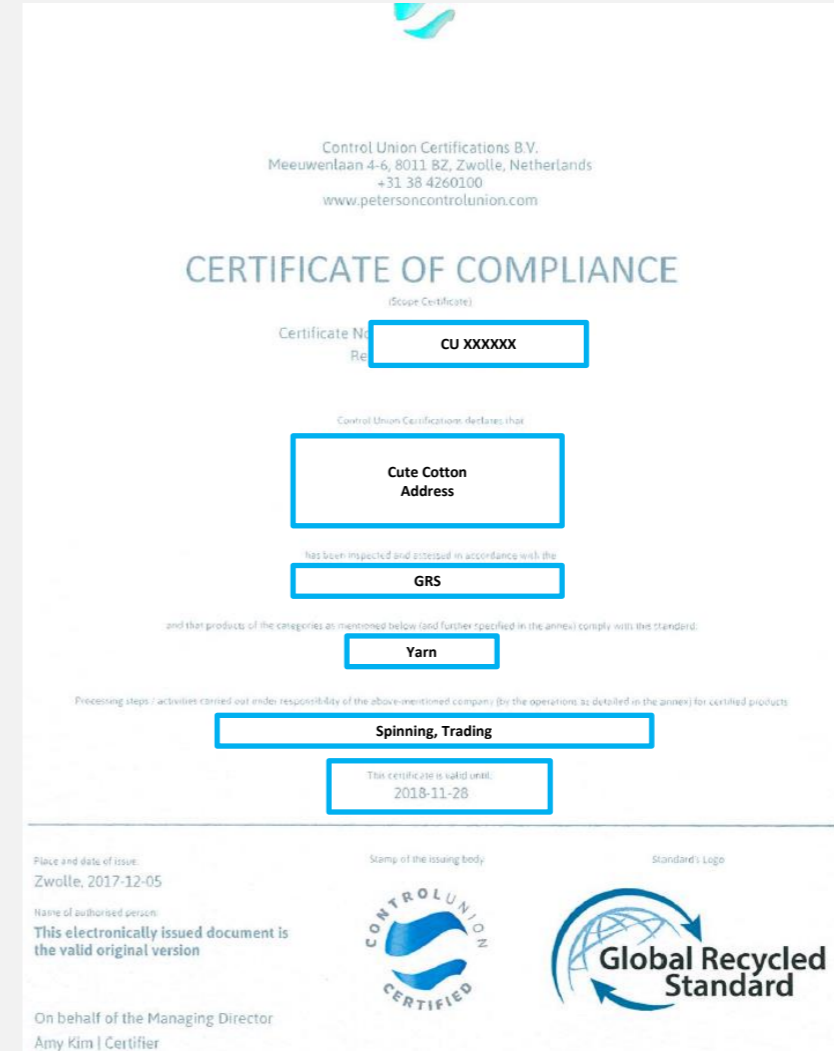 Control Union Certifications B.V.
Meeuwenlaan 4-6, 8011 BZ, Zwolle, Netherlands
+31 38 4260100
www.petersoncontrolunion.com
CERTIFICATE OF COMPLIANCE
(Scope Certificate)
Certificate No
CU XXXXXX
Re
Control Union Certifications declares that
Cute Cotton
Address
has been inspected and assessed in accordance with the
GRS
and that products of the categories as mentioned below (and further specified in the annex) comply with this standard:
Yarn
Processing steps / activities carried out under responsibility of the above-mentioned company (by the operations as detailed in the annex) for certified products
Spinning, Trading
This certificate is valid until:
2018-11-28
Place and date of issue:
Zwolle, 2017-12-05
Name of authorised person:
This electronically issued document is
the valid original version
On behalf of the Managing Director
Amy Kim | Certifier
Stamp of the issuing body
CONTROL UNION
CERTIFIED
Standard's Logo
Global Recycled
Standard